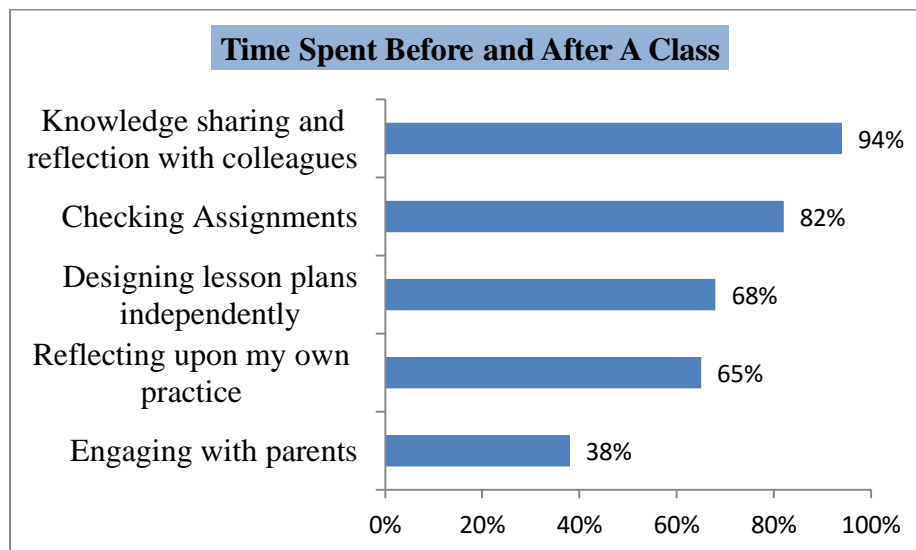 Time Spent Before and After A Class
Knowledge sharing and
reflection with colleagues
94%
Checking Assignments
82%
Designing lesson plans
independently
68%
Reflecting upon my own
practice
65%
Engaging with parents
38%
0% 20% 40% 60% 80% 100%